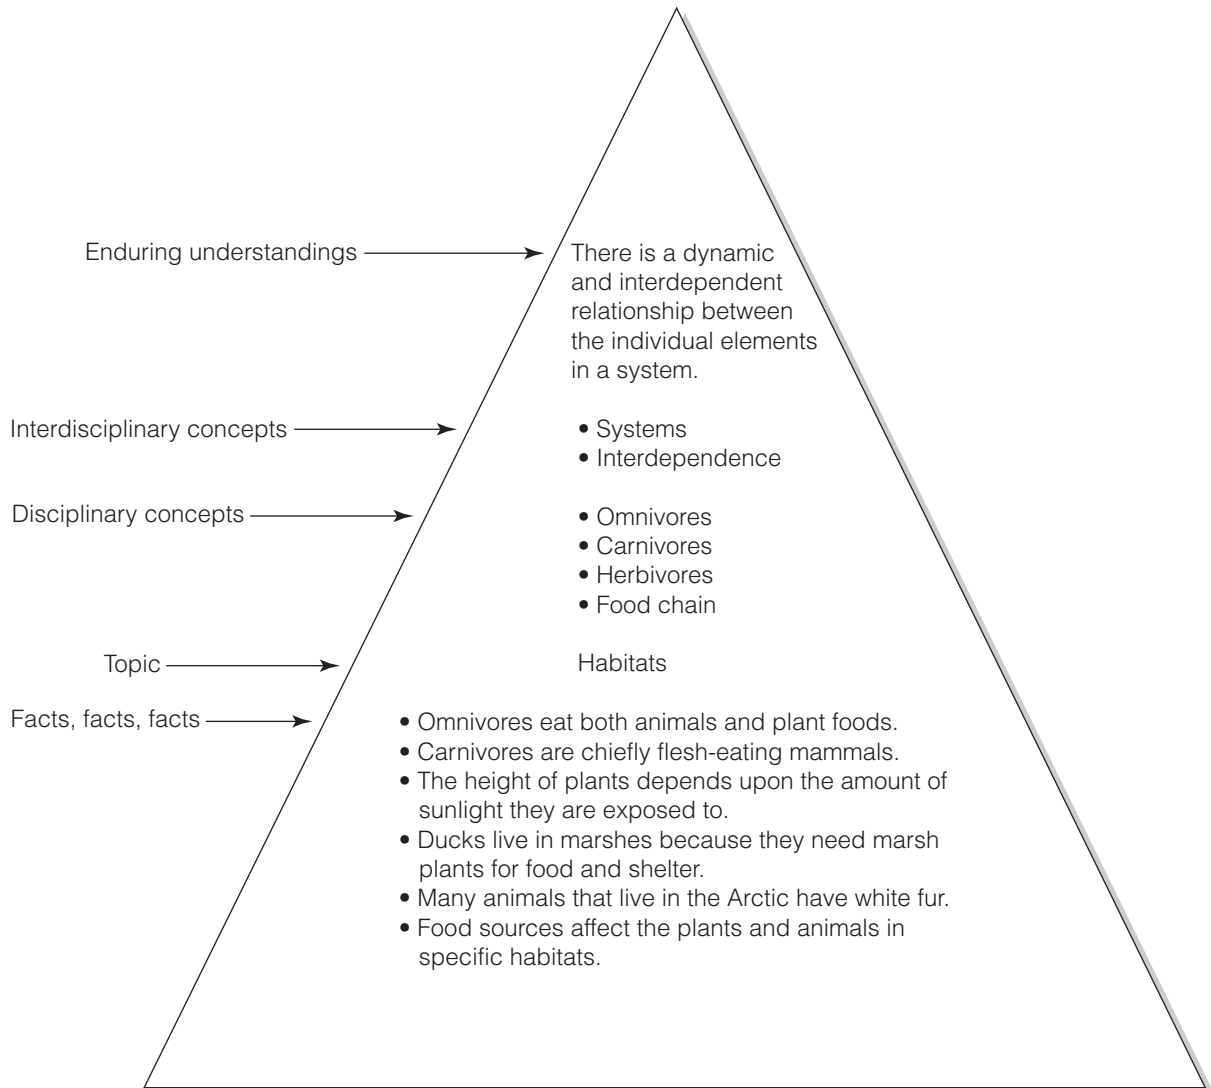 Enduring understandings
There is a dynamic
and interdependent
relationship between
the individual elements
in a system.
Interdisciplinary concepts
• Systems
• Interdependence
Disciplinary concepts
• Omnivores
• Carnivores
• Herbivores
• Food chain
Topic
Habitats
Facts, facts, facts
• Omnivores eat both animals and plant foods.
• Carnivores are chiefly flesh-eating mammals.
• The height of plants depends upon the amount of
sunlight they are exposed to.
• Ducks live in marshes because they need marsh
plants for food and shelter.
• Many animals that live in the Arctic have white fur.
• Food sources affect the plants and animals in
specific habitats.